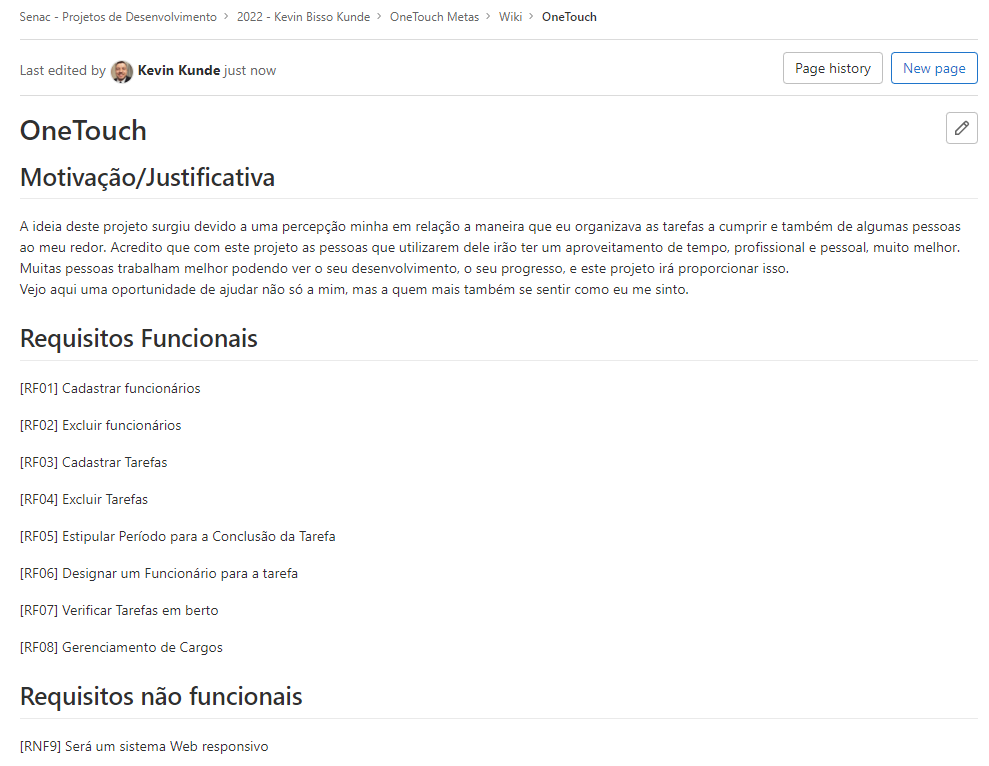 Senac - Projetos de Desenvolvimento > 2022 - Kevin Bisso Kunde > OneTouch Metas > Wiki > OneTouch
Last edited by Kevin Kunde just now
Page history
New page
OneTouch
Motivação/Justificativa
A ideia deste projeto surgiu devido a uma percepção minha em relação a maneira que eu organizava as tarefas a cumprir e também de algumas pessoas
ao meu redor. Acredito que com este projeto as pessoas que utilizarem dele irão ter um aproveitamento de tempo, profissional e pessoal, muito melhor.
Muitas pessoas trabalham melhor podendo ver o seu desenvolvimento, o seu progresso, e este projeto irá proporcionar isso.
Vejo aqui uma oportunidade de ajudar não só a mim, mas a quem mais também se sentir como eu me sinto.
Requisitos Funcionais
[RF01] Cadastrar funcionários
[RF02] Excluir funcionários
[RF03] Cadastrar Tarefas
[RF04] Excluir Tarefas
[RF05] Estipular Período para a Conclusão da Tarefa
[RF06] Designar um Funcionário para a tarefa
[RF07] Verificar Tarefas em berto
[RF08] Gerenciamento de Cargos
Requisitos não funcionais
[RNF9] Será um sistema Web responsivo